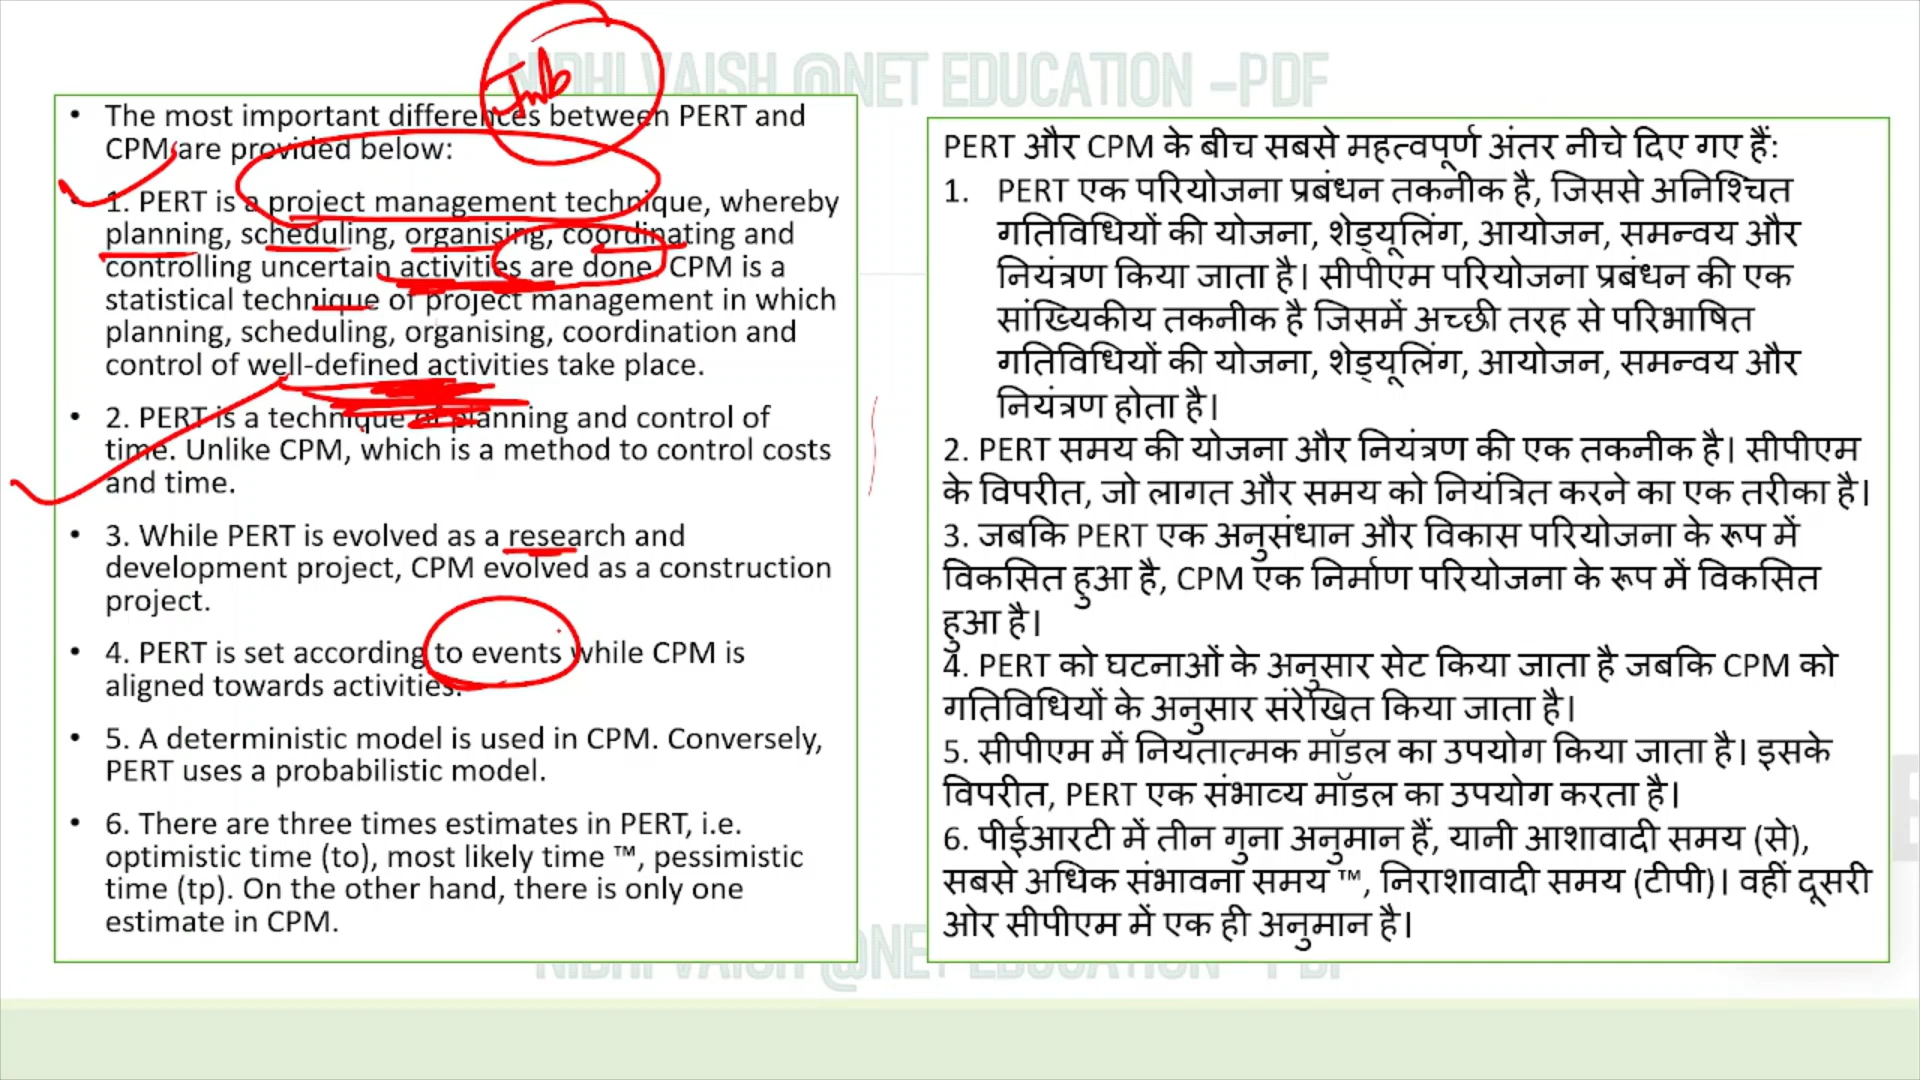 NIDHI VAISH @NET EDUCATION -PDF
• The most important differences between PERT and
CPM are provided below:
• 1. PERT is a project management technique, whereby
planning, scheduling, organising, coordinating and
controlling uncertain activities are done. CPM is a
statistical technique of project management in which
planning, scheduling, organising, coordination and
control of well-defined activities take place.
• 2. PERT is a technique of planning and control of
time. Unlike CPM, which is a method to control costs
and time.
• 3. While PERT is evolved as a research and
development project, CPM evolved as a construction
project.
• 4. PERT is set according to events while CPM is
aligned towards activities.
• 5. A deterministic model is used in CPM. Conversely,
PERT uses a probabilistic model.
• 6. There are three times estimates in PERT, i.e.
optimistic time (to), most likely time ™, pessimistic
time (tp). On the other hand, there is only one
estimate in CPM.
PERT और CPM के बीच सबसे महत्वपूर्ण अंतर नीचे दिए गए हैं:
1. PERT एक परियोजना प्रबंधन तकनीक है, जिससे अनिश्चित
गतिविधियों की योजना, शेड्यूलिंग, आयोजन, समन्वय और
नियंत्रण किया जाता है। सीपीएम परियोजना प्रबंधन की एक
सांख्यिकीय तकनीक है जिसमें अच्छी तरह से परिभाषित
गतिविधियों की योजना, शेड्यूलिंग, आयोजन, समन्वय और
नियंत्रण होता है।
2. PERT समय की योजना और नियंत्रण की एक तकनीक है। सीपीएम
के विपरीत, जो लागत और समय को नियंत्रित करने का एक तरीका है।
3. जबकि PERT एक अनुसंधान और विकास परियोजना के रूप में
विकसित हुआ है, CPM एक निर्माण परियोजना के रूप में विकसित
हुआ है।
4. PERT को घटनाओं के अनुसार सेट किया जाता है जबकि CPM को
गतिविधियों के अनुसार संरेखित किया जाता है।
5. सीपीएम में नियतात्मक मॉडल का उपयोग किया जाता है। इसके
विपरीत, PERT एक संभाव्य मॉडल का उपयोग करता है।
6. पीईआरटी में तीन गुना अनुमान हैं, यानी आशावादी समय (से),
सबसे अधिक संभावना समय ™, निराशावादी समय (टीपी)। वहीं दूसरी
ओर सीपीएम में एक ही अनुमान है।
NIDHI VAISH @NET EDUCATION -PDF